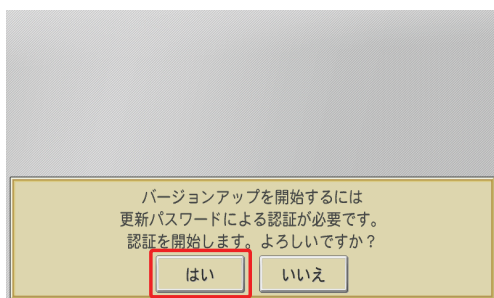 バージョンアップを開始するには
更新パスワードによる認証が必要です。
認証を開始します。よろしいですか？
はい いいえ